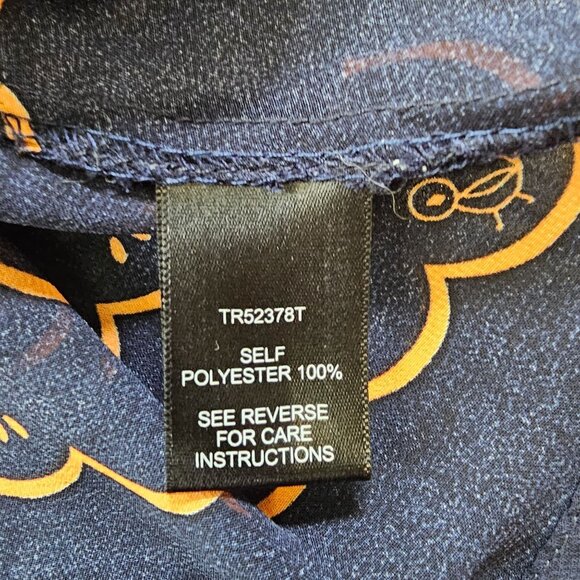 TR52378T
SELF
POLYESTER 100%
SEE REVERSE
FOR CARE
INSTRUCTIONS